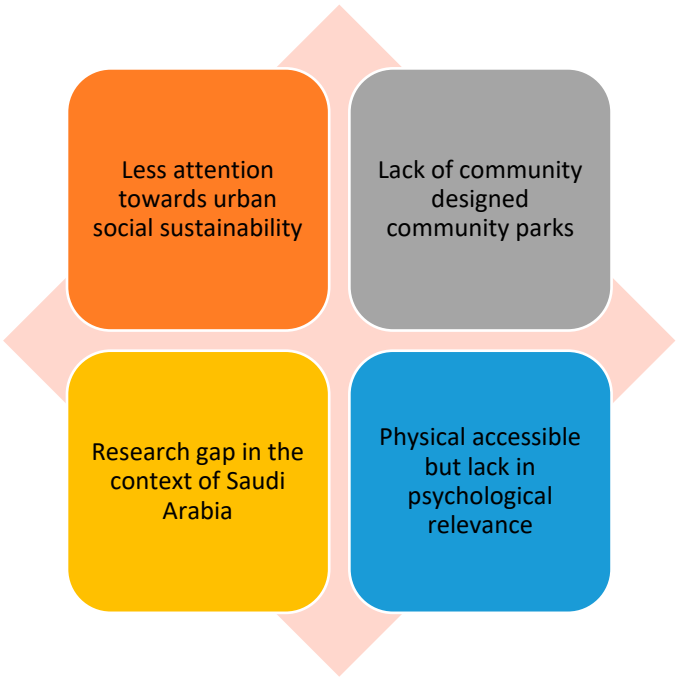 Less attention
towards urban
social sustainability
Lack of community
designed
community parks
Research gap in the
context of Saudi
Arabia
Physical accessible
but lack in
psychological
relevance